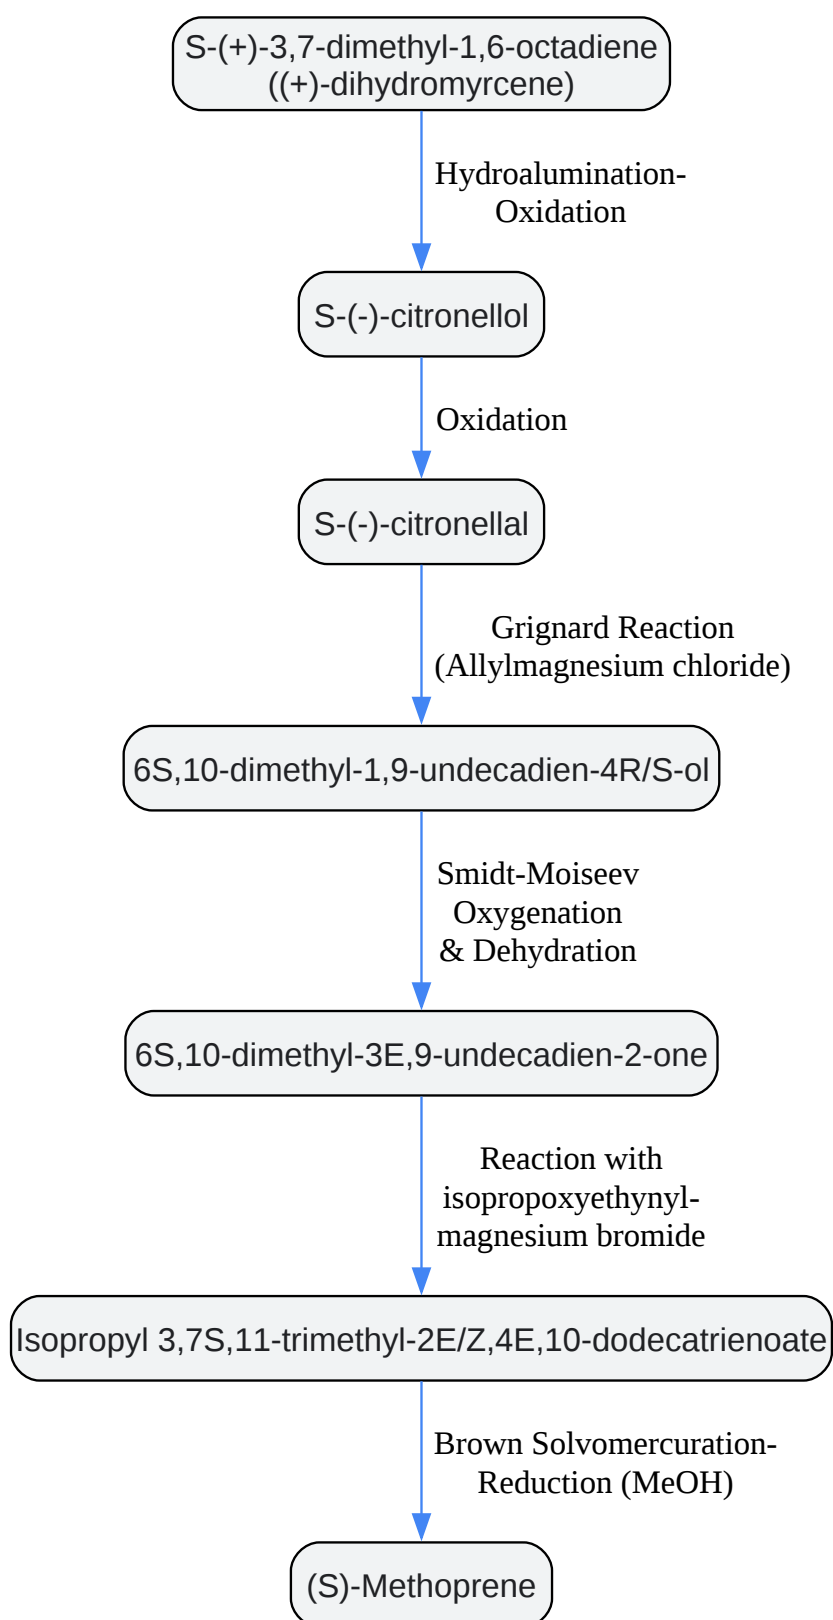 S-(+)-3,7-dimethyl-1,6-octadiene
((+)-dihydromyrcene)
Hydroalumination-
Oxidation
S-(-)-citronellol
Oxidation
S-(-)-citronellal
Grignard Reaction
(Allylmagnesium chloride)
6S,10-dimethyl-1,9-undecadien-4R/S-ol
Smidt-Moiseev
Oxygenation
& Dehydration
6S,10-dimethyl-3E,9-undecadien-2-one
Reaction with
isopropoxyethynyl-
magnesium bromide
Isopropyl 3,7S,11-trimethyl-2E/Z,4E,10-dodecatrienoate
Brown Solvomercuration-
Reduction (MeOH)
(S)-Methoprene